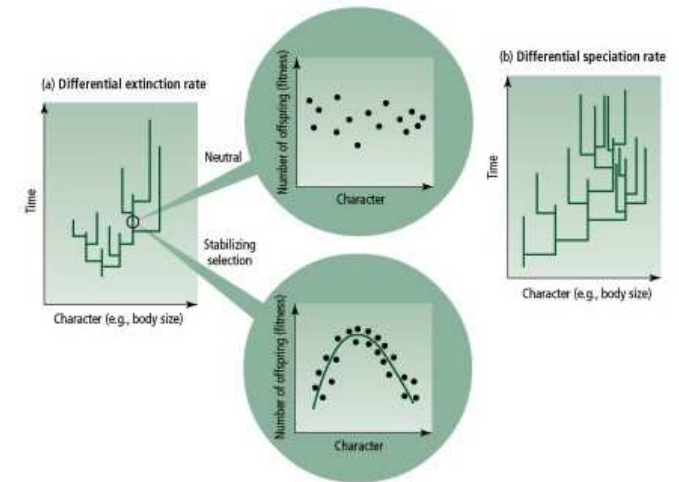 (a) Differential extinction rate
Time
Character (e.g., body size)
Neutral
Stabilizing
selection
Number of offspring (fitness)
Character
Number of offspring (fitness)
Character
(b) Differential speciation rate
Time
Character (e.g., body size)